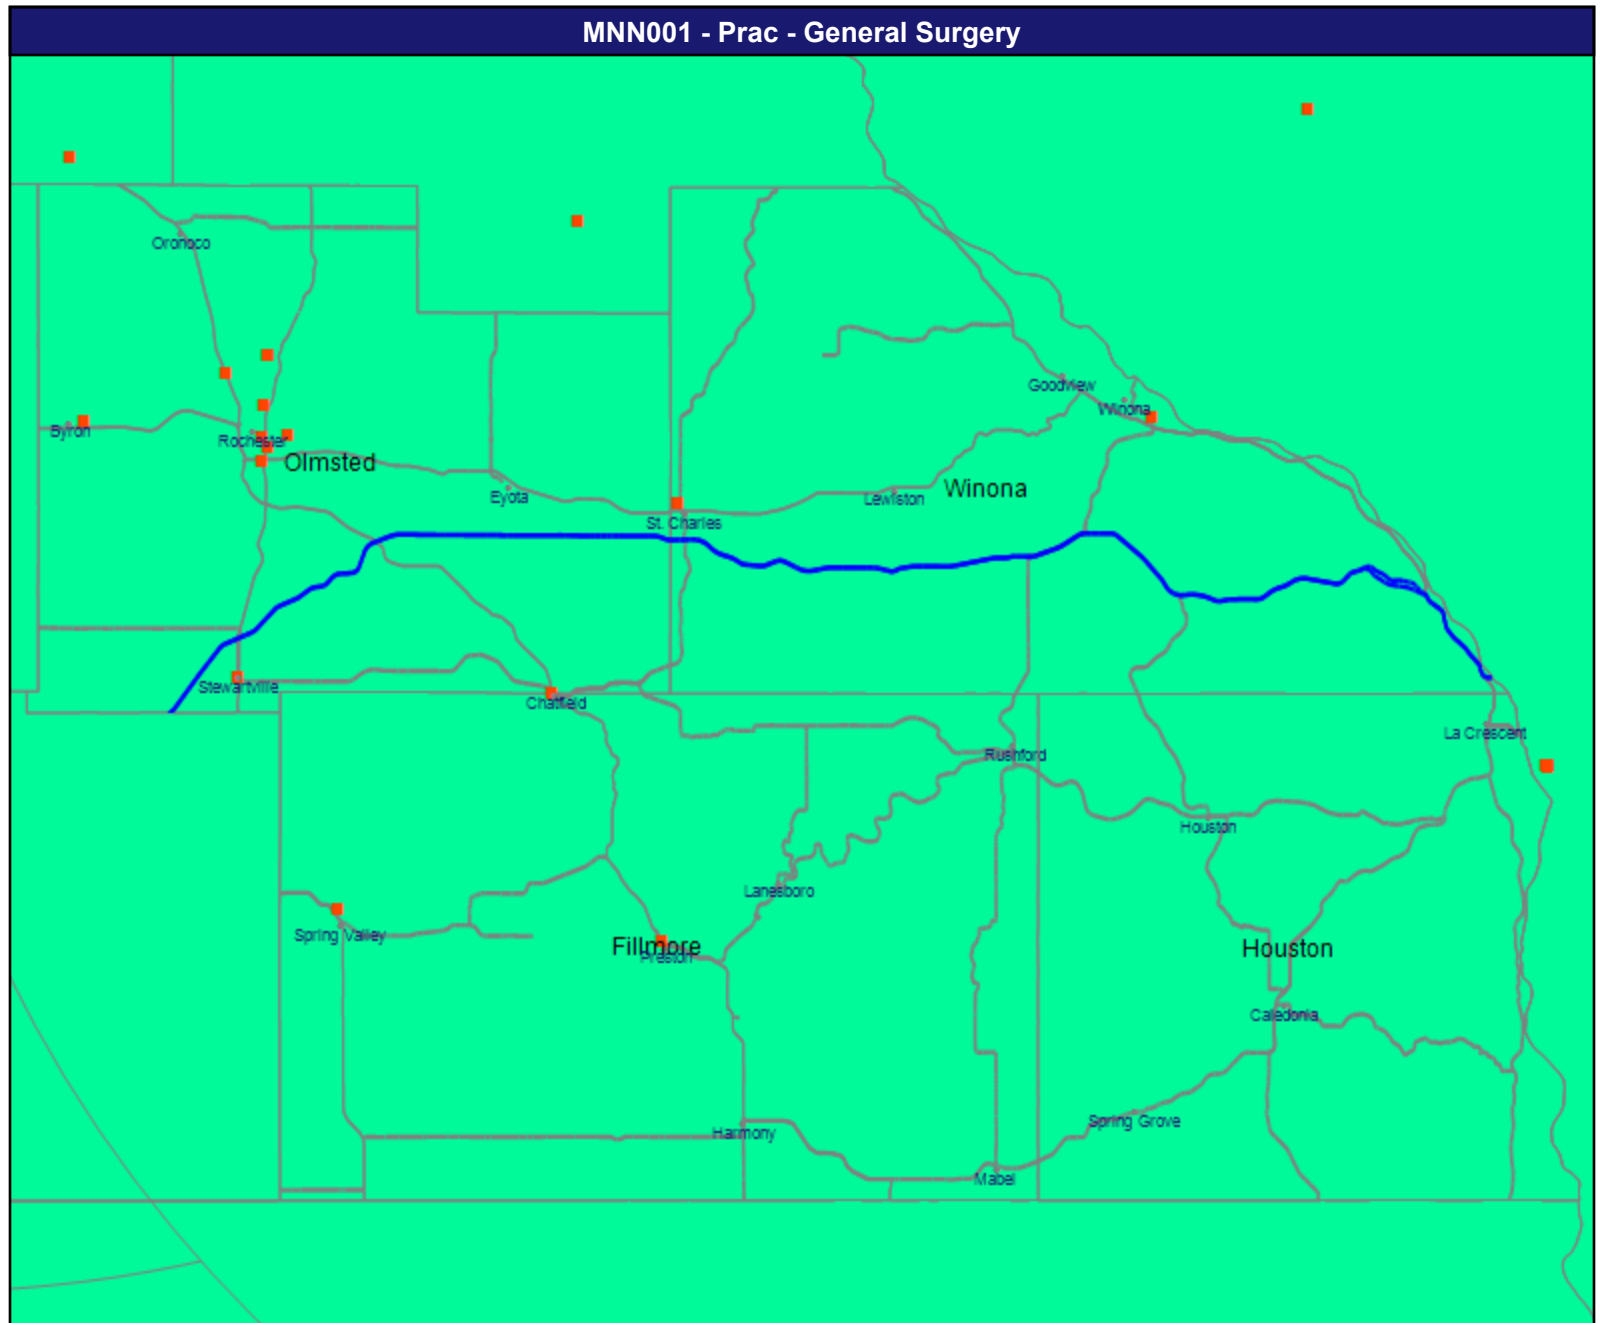 MNN001 - Prac - General Surgery
Oronoco
Goodview
Winona
Byron
Rochester
Olmsted
Eyota
Lewiston
Winona
St. Charles
Stewartville
Chatfield
La Crescent
Rushford
Houston
Lanesboro
Spring Valley
Fillmore
Preston
Houston
Caledonia
Spring Grove
Harmony
Mabel